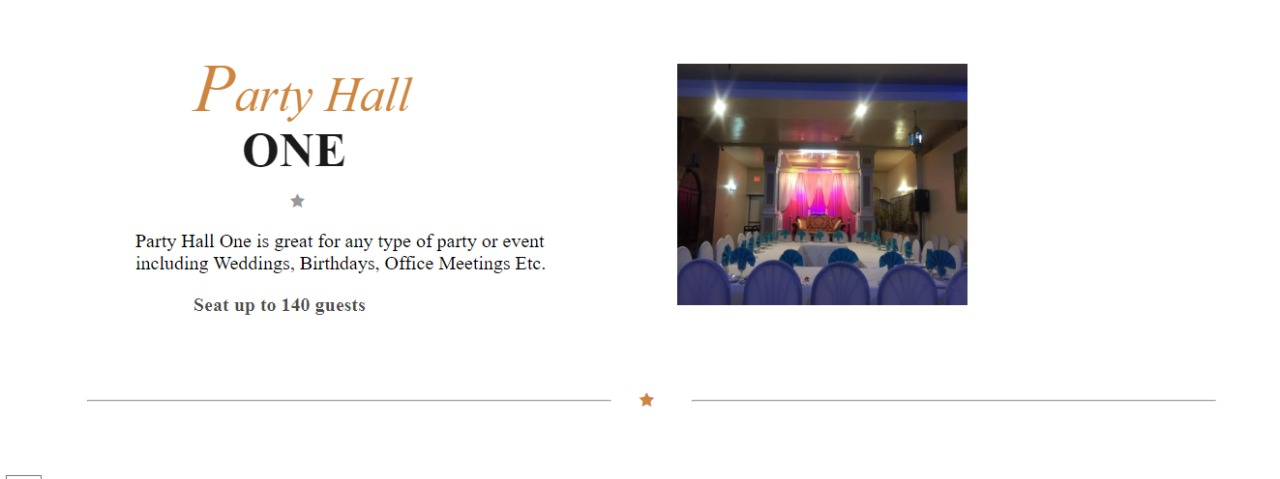 Party Hall
ONE
Party Hall One is great for any type of party or event
including Weddings, Birthdays, Office Meetings Etc.
Seat up to 140 guests